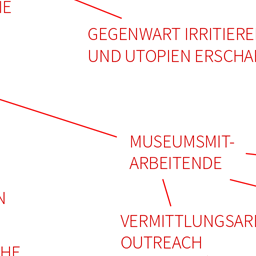 GEGENWART IRRITIERE
UND UTOPIEN ERSCHA
MUSEUMSMIT-
ARBEITENDE
VERMITTLUNGSAR
OUTREACH